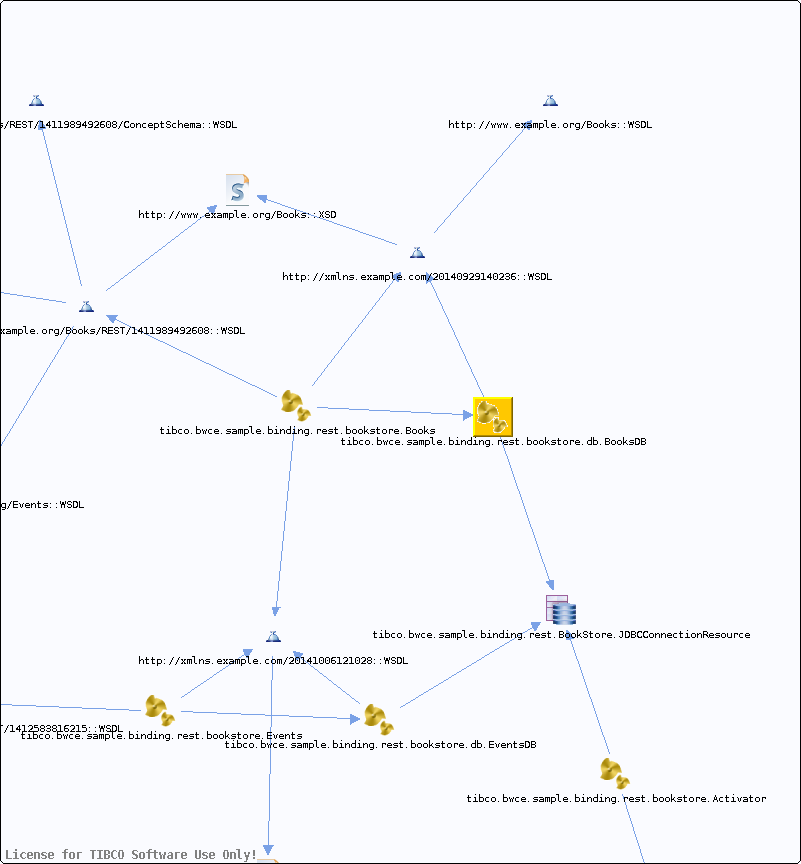 s/REST/1411989492608/ConceptSchema::WSDL
http://www.example.org/Books::WSDL
http://www.example.org/Books::XSD
http://xmlns.example.com/20140929140236::WSDL
xample.org/Books/REST/1411989492608::WSDL
tibco.bwce.sample.binding.rest.bookstore.Books
tibco.bwce.sample.binding.rest.bookstore.db.BooksDB
g/Events::WSDL
tibco.bwce.sample.binding.rest.BookStore.JDBCConnectionResource
http://xmlns.example.com/20141006121028::WSDL
T/1412583816215::WSDL
tibco.bwce.sample.binding.rest.bookstore.Events
tibco.bwce.sample.binding.rest.bookstore.db.EventsDB
tibco.bwce.sample.binding.rest.bookstore.Activator
License for TIBCO Software Use Only!